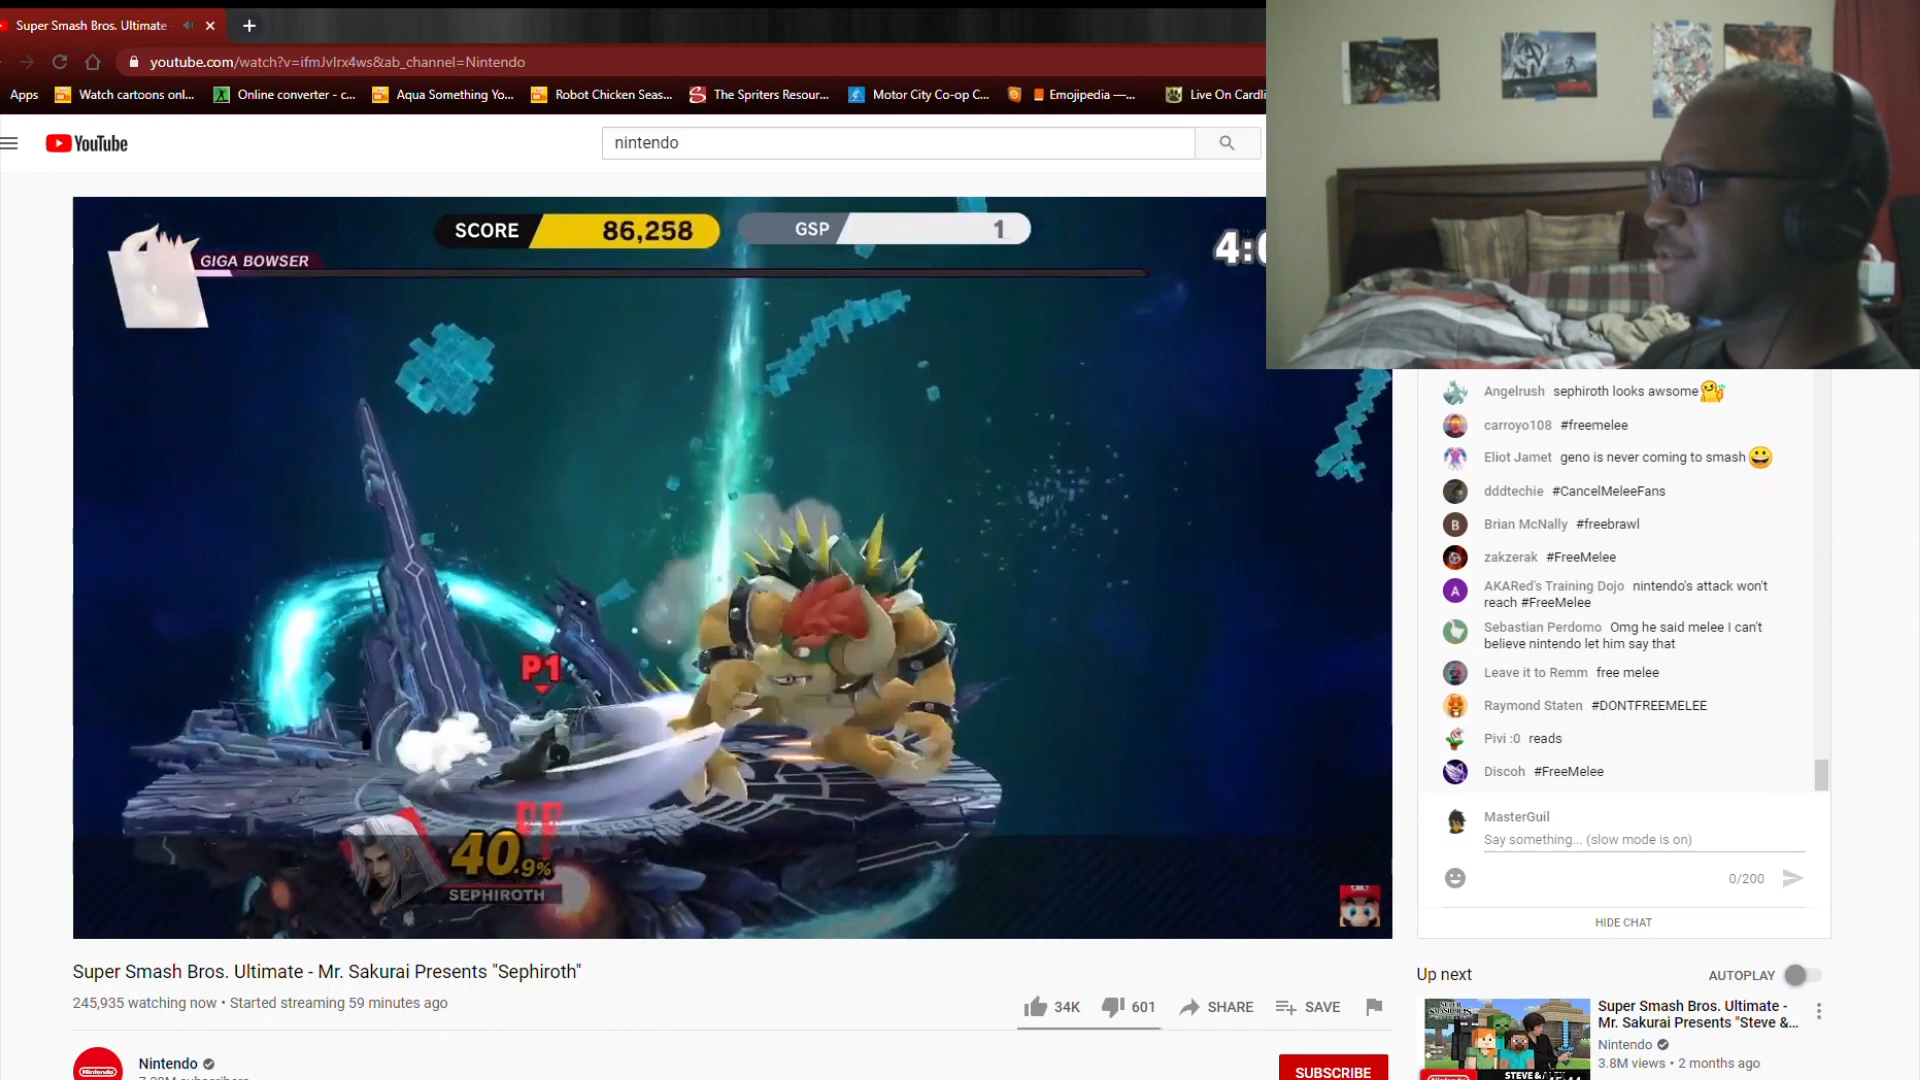 Super Smash Bros. Ultimate
youtube.com/watch?v=ifmJvlrx4ws&ab_channel=Nintendo
Apps
Watch cartoons onl...
Online converter - c...
Aqua Something Yo...
Robot Chicken Seas...
The Spriters Resour...
Motor City Co-op C...
Emojipedia —...
Live On Cardli
YouTube
nintendo
SCORE 86,258
GSP 1
GIGA BOWSER
P1
40.9%
SEPHIROTH
Angelrush sephiroth looks awsome
carroyo108 #freemelee
Eliot Jamet geno is never coming to smash
dddtechie #CancelMeleeFans
B Brian McNally #freebrawl
zakzerak #FreeMelee
A AKARed's Training Dojo nintendo's attack won't
reach #FreeMelee
Sebastian Perdomo Omg he said melee I can't
believe nintendo let him say that
Leave it to Remm free melee
Raymond Staten #DONTFREEMELEE
Pivi :0 reads
Discoh #FreeMelee
MasterGuil
Say something... (slow mode is on)
0/200
HIDE CHAT
Super Smash Bros. Ultimate - Mr. Sakurai Presents "Sephiroth"
245,935 watching now • Started streaming 59 minutes ago
34K
601
SHARE
SAVE
Nintendo
SUBSCRIBE
Up next
AUTOPLAY
Super Smash Bros. Ultimate -
Mr. Sakurai Presents "Steve &...
Nintendo
3.8M views • 2 months ago